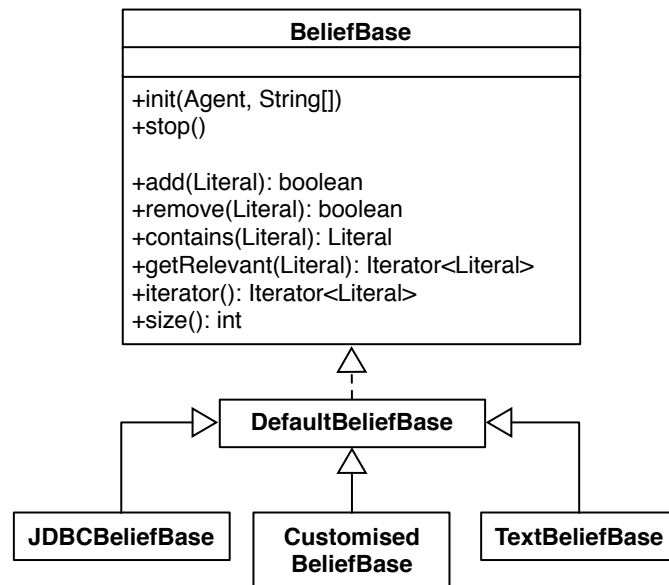 BeliefBase
+init(Agent, String[])
+stop()
+add(Literal): boolean
+remove(Literal): boolean
+contains(Literal): Literal
+getRelevant(Literal): Iterator<Literal>
+iterator(): Iterator<Literal>
+size(): int
DefaultBeliefBase
JDBCBeliefBase
Customised
BeliefBase
TextBeliefBase